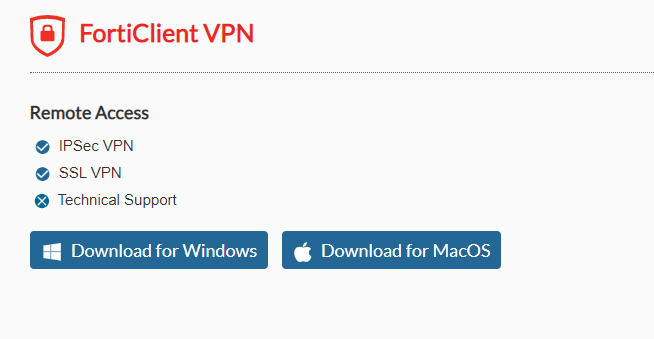 FortiClient VPN
Remote Access
IPSec VPN
SSL VPN
Technical Support
Download for Windows
Download for MacOS